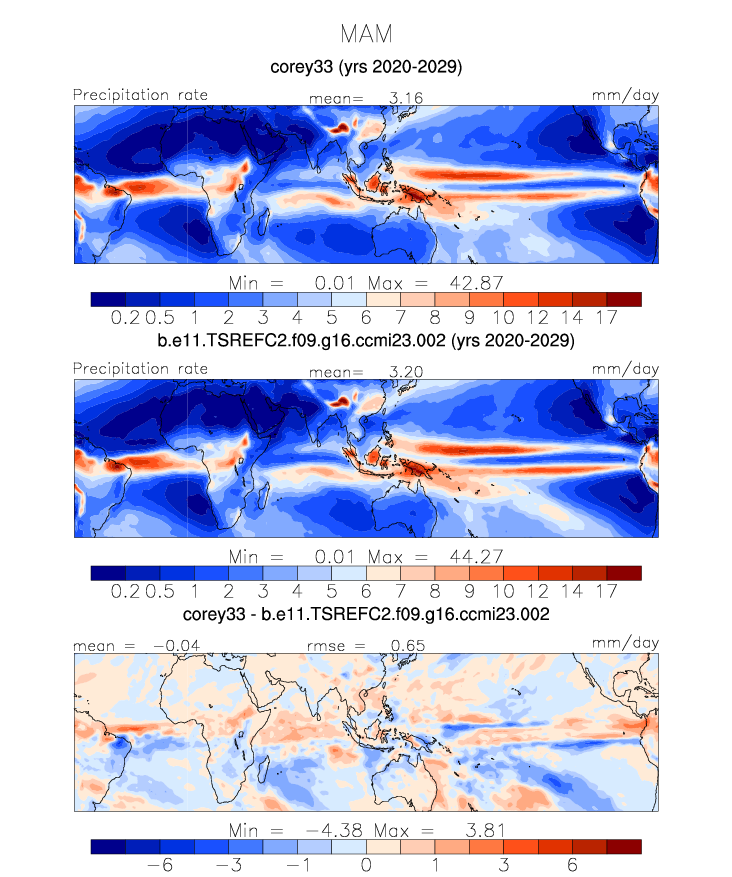 MAM
corey33 (yrs 2020-2029)
Precipitation rate mean= 3.16 mm/day
Min = 0.01 Max = 42.87
0.2 0.5 1 2 3 4 5 6 7 8 9 10 12 14 17
b.e11.TSREFC2.f09.g16.ccmi23.002 (yrs 2020-2029)
Precipitation rate mean= 3.20 mm/day
Min = 0.01 Max = 44.27
0.2 0.5 1 2 3 4 5 6 7 8 9 10 12 14 17
corey33 - b.e11.TSREFC2.f09.g16.ccmi23.002
mean = -0.04 rmse = 0.65 mm/day
Min = -4.38 Max = 3.81
-6 -3 -1 0 1 3 6